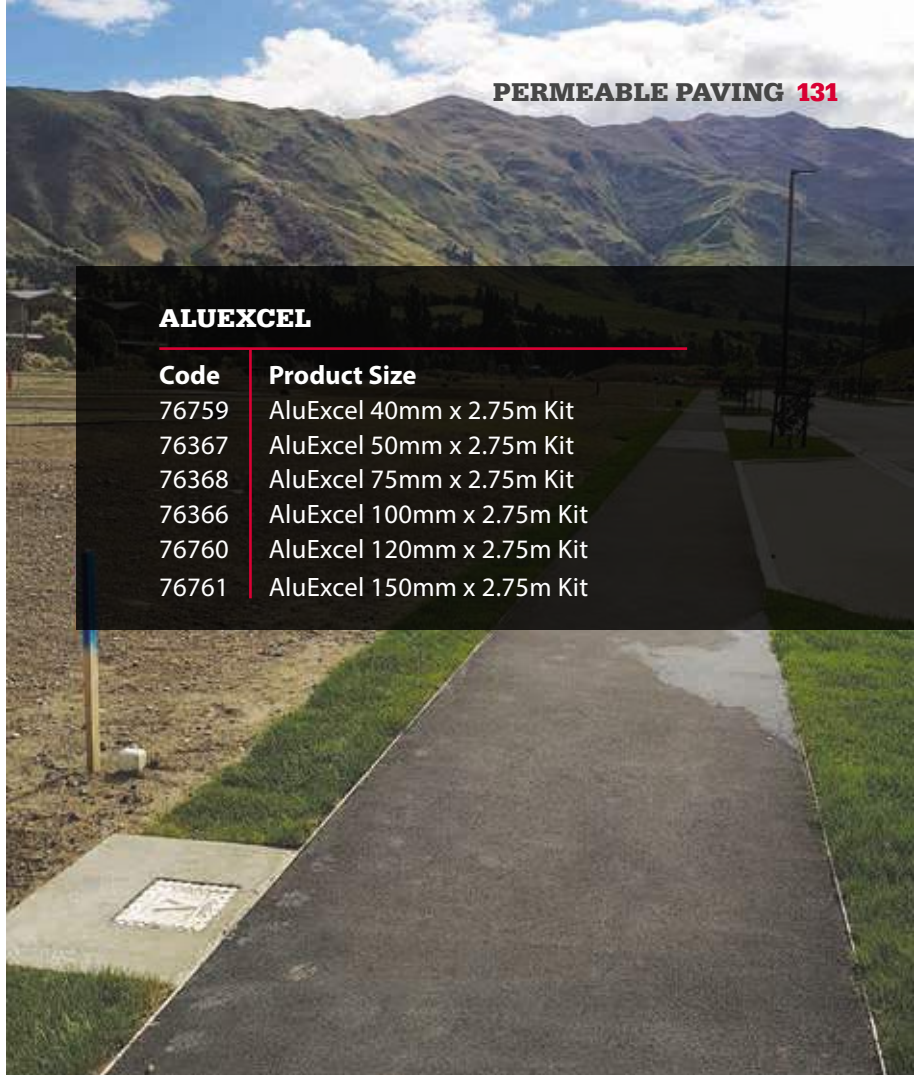 PERMEABLE PAVING 131
ALUEXCEL
Code Product Size
76759 AluExcel 40mm x 2.75m Kit
76367 AluExcel 50mm x 2.75m Kit
76368 AluExcel 75mm x 2.75m Kit
76366 AluExcel 100mm x 2.75m Kit
76760 AluExcel 120mm x 2.75m Kit
76761 AluExcel 150mm x 2.75m Kit